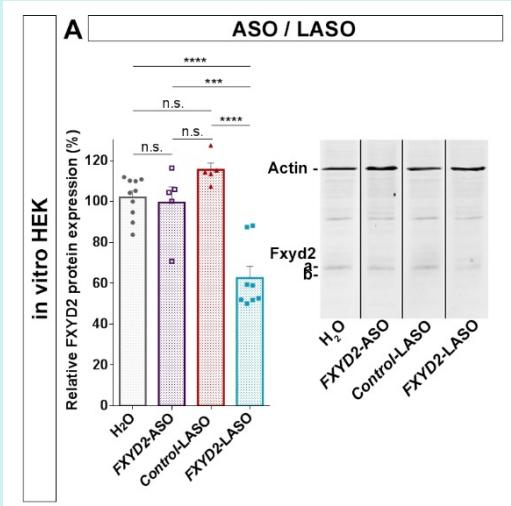 A
ASO / LASO
in vitro HEK
****
***
n.s.
****
n.s.
n.s.
Relative FXYD2 protein expression (%)
120
100
80
60
40
20
0
H₂O
FXYD2-ASO
Control-LASO
FXYD2-LASO
Actin -
Fxyd2
a-
b-
H₂O
FXYD2-ASO
Control-LASO
FXYD2-LASO